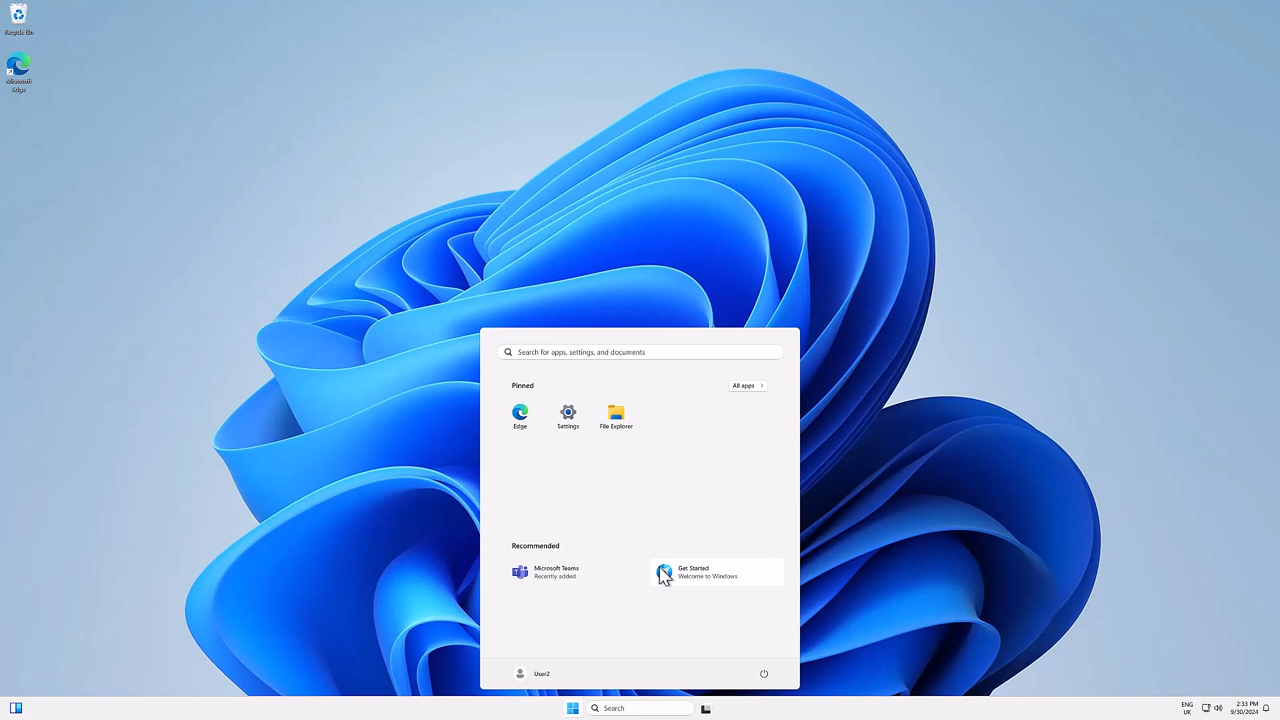 Recycle Bin
Microsoft
Edge
Search for apps, settings, and documents
Pinned
All apps
Edge
Settings
File Explorer
Recommended
Microsoft Teams
Recently added
Get Started
Welcome to Windows
User2
Search
ENG
UK
2:33 PM
9/30/2024